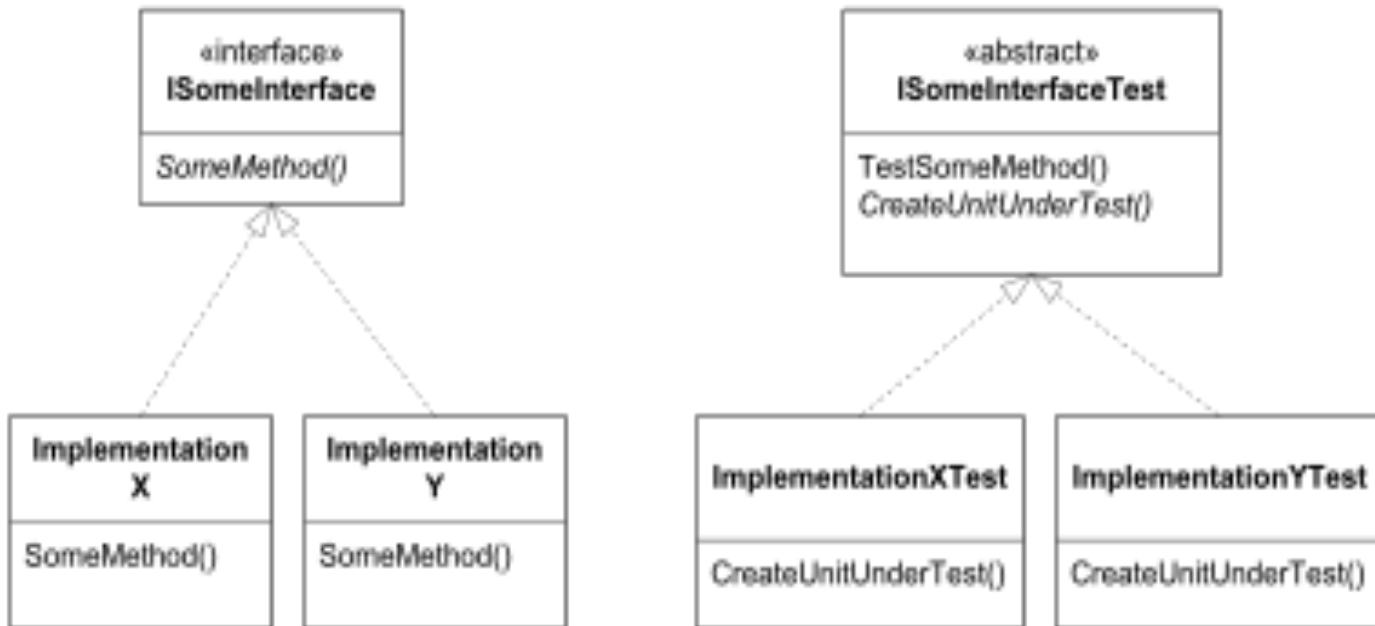 «interface»
ISomeInterface
SomeMethod()
«abstract»
ISomeInterfaceTest
TestSomeMethod()
CreateUnitUnderTest()
Implementation
X
SomeMethod()
Implementation
Y
SomeMethod()
ImplementationXTest
CreateUnitUnderTest()
ImplementationYTest
CreateUnitUnderTest()